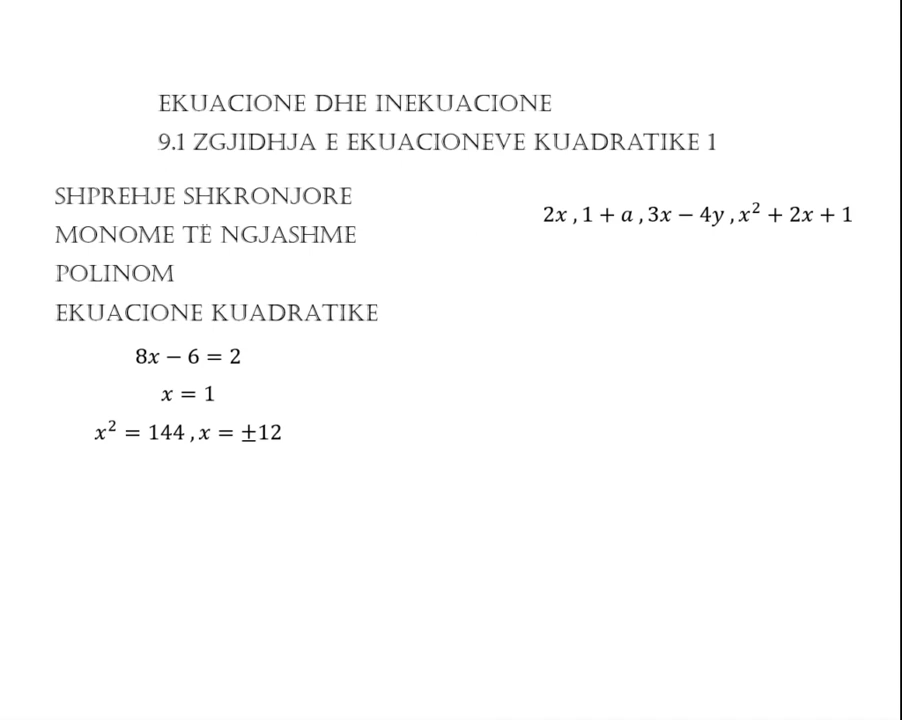 EKUACIONE DHE INEKUACIONE
9.1 ZGJIDHJA E EKUACIONEVE KUADRATIKE 1
SHPREHJE SHKRONJORE
2x , 1 + a , 3x − 4y , x² + 2x + 1
MONOME TË NGJASHME
POLINOM
EKUACIONE KUADRATIKE
8x − 6 = 2
x = 1
x² = 144 , x = ±12